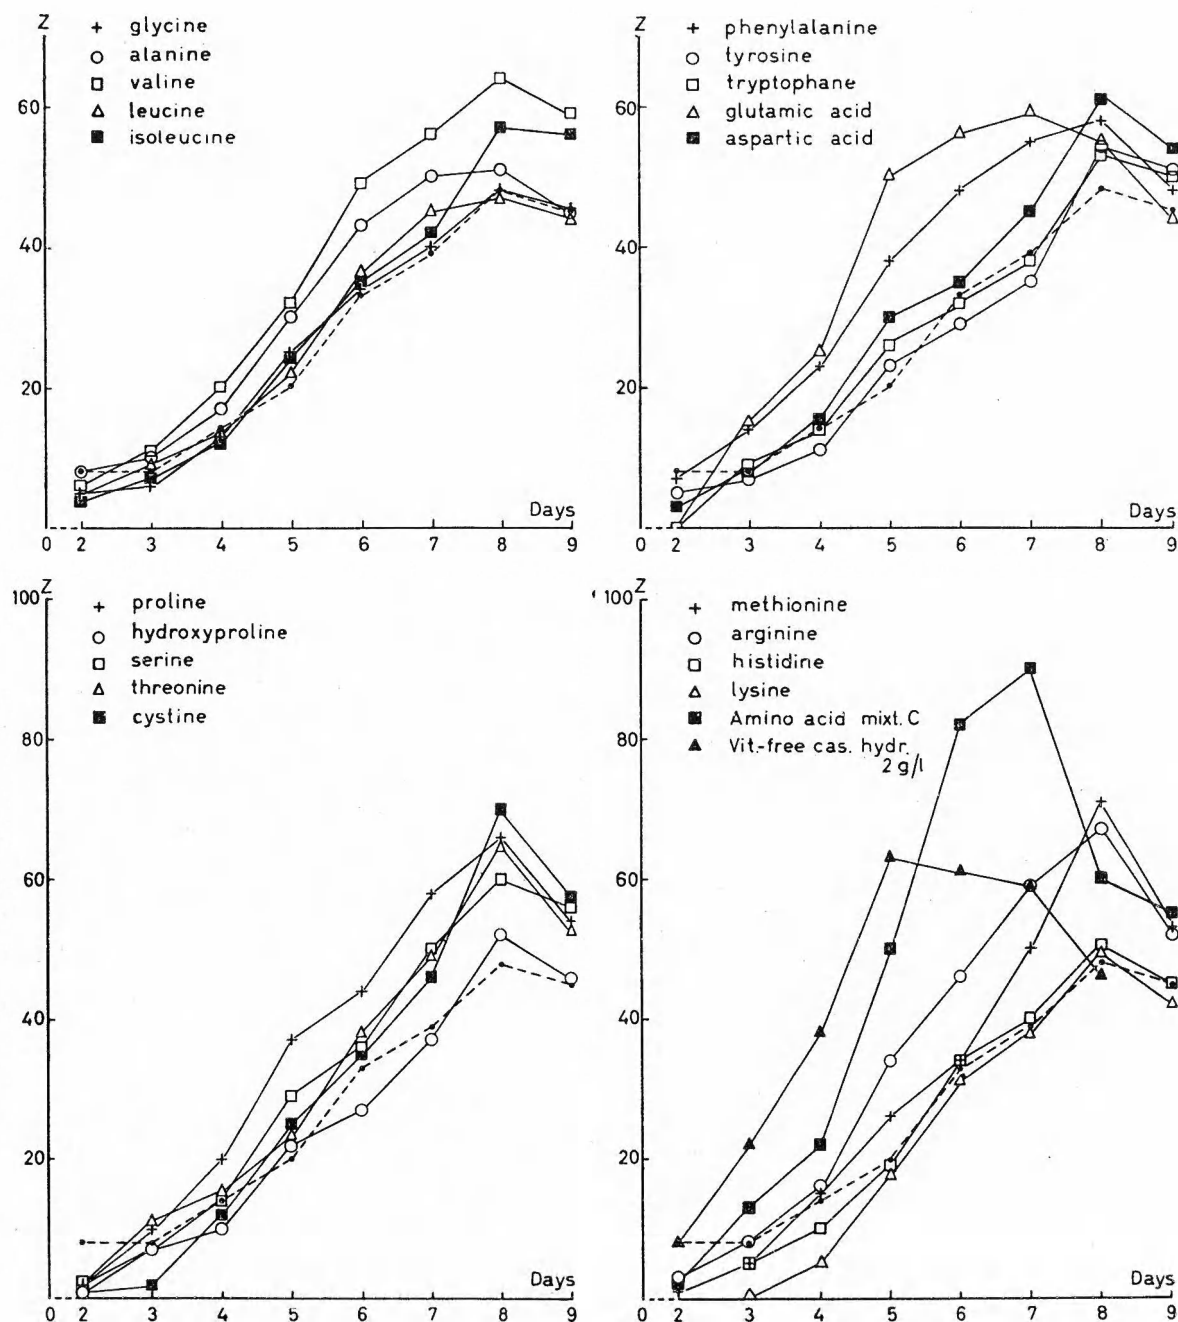 Z
+ glycine
○ alanine
□ valine
△ leucine
■ isoleucine
60
40
20
Days
0 2 3 4 5 6 7 8 9
Z
+ phenylalanine
○ tyrosine
□ tryptophane
△ glutamic acid
■ aspartic acid
60
40
20
Days
0 2 3 4 5 6 7 8 9
100 Z
+ proline
○ hydroxyproline
□ serine
△ threonine
■ cystine
80
60
40
20
Days
0 2 3 4 5 6 7 8 9
100 Z
+ methionine
○ arginine
□ histidine
△ lysine
■ Amino acid mixt. C
▲ Vit.-free cas. hydr.
2 g/l
80
60
40
20
Days
0 2 3 4 5 6 7 8 9